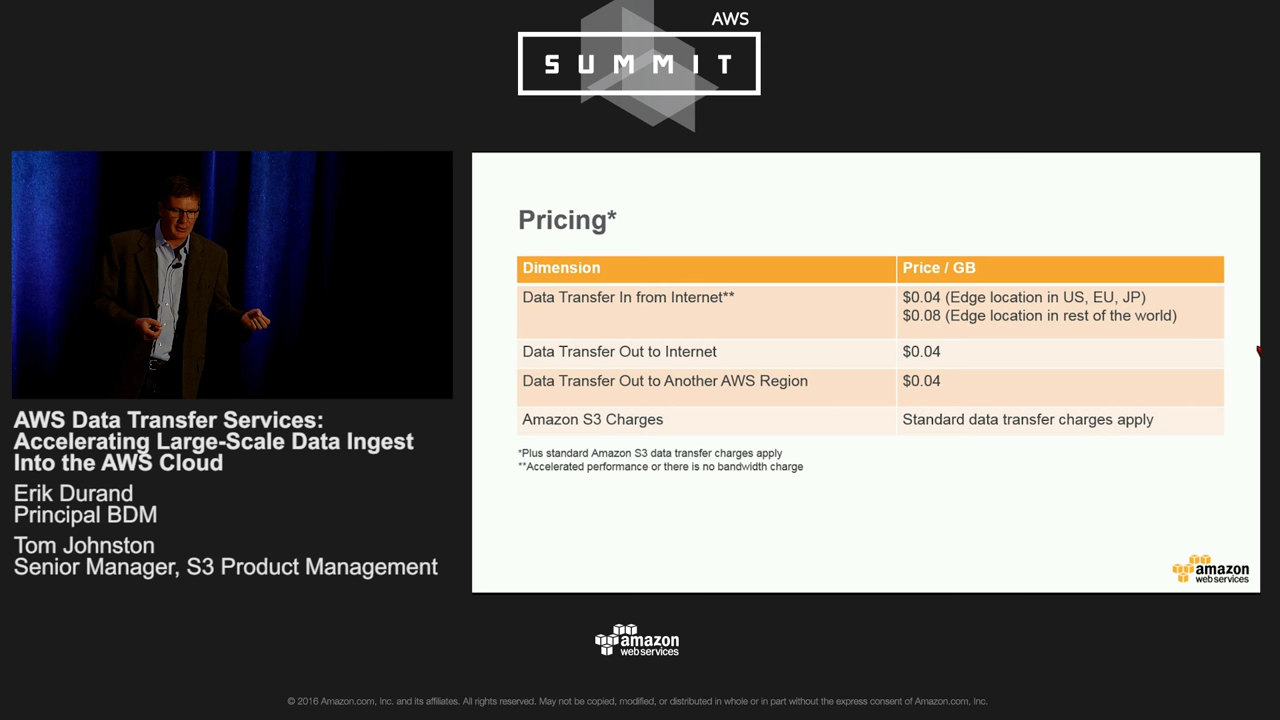 AWS
SUMMIT
AWS Data Transfer Services:
Accelerating Large-Scale Data Ingest
Into the AWS Cloud
Erik Durand
Principal BDM
Tom Johnston
Senior Manager, S3 Product Management
Pricing*
Dimension Price / GB
Data Transfer In from Internet** $0.04 (Edge location in US, EU, JP)
$0.08 (Edge location in rest of the world)
Data Transfer Out to Internet $0.04
Data Transfer Out to Another AWS Region $0.04
Amazon S3 Charges Standard data transfer charges apply
*Plus standard Amazon S3 data transfer charges apply
**Accelerated performance or there is no bandwidth charge
amazon
web services
amazon
web services
© 2016 Amazon.com, Inc. and its affiliates. All rights reserved. May not be copied, modified, or distributed in whole or in part without the express consent of Amazon.com, Inc.